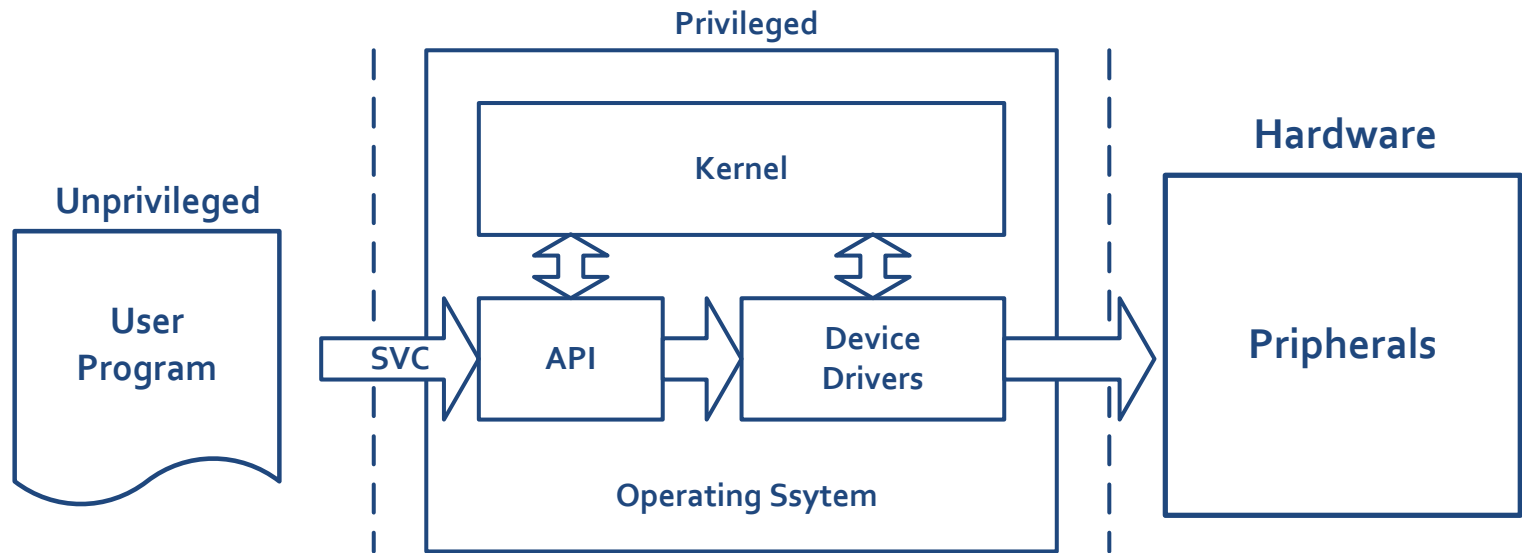 Privileged
Hardware
Kernel
Unprivileged
User
Program
SVC
API
Device
Drivers
Pripherals
Operating Ssytem